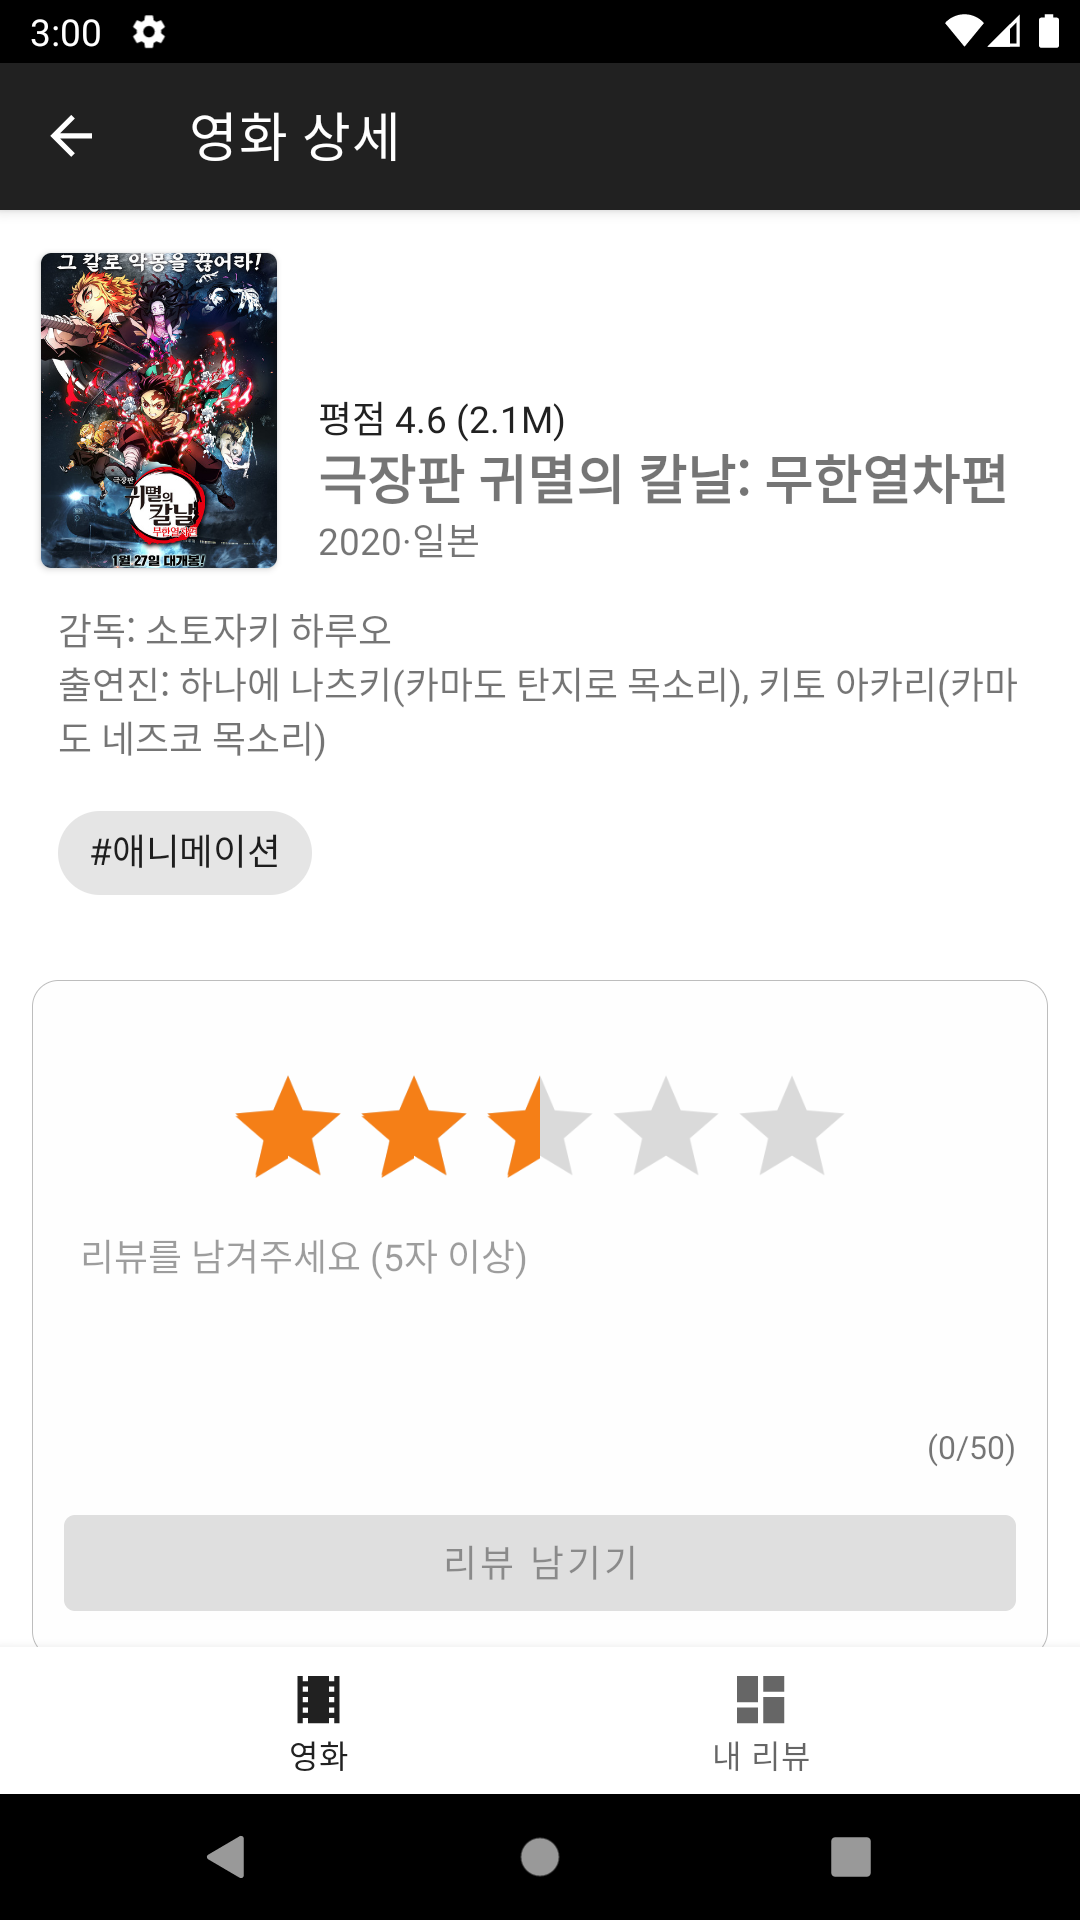 3:00
영화 상세
그 칼로 악몽을 끊어라!
극장판
귀멸의
칼날
무한열차편
1월 27일 대개봉!
평점 4.6 (2.1M)
극장판 귀멸의 칼날: 무한열차편
2020·일본
감독: 소토자키 하루오
출연진: 하나에 나츠키(카마도 탄지로 목소리), 키토 아카리(카마
도 네즈코 목소리)
#애니메이션
리뷰를 남겨주세요 (5자 이상)
(0/50)
리뷰 남기기
영화
내 리뷰